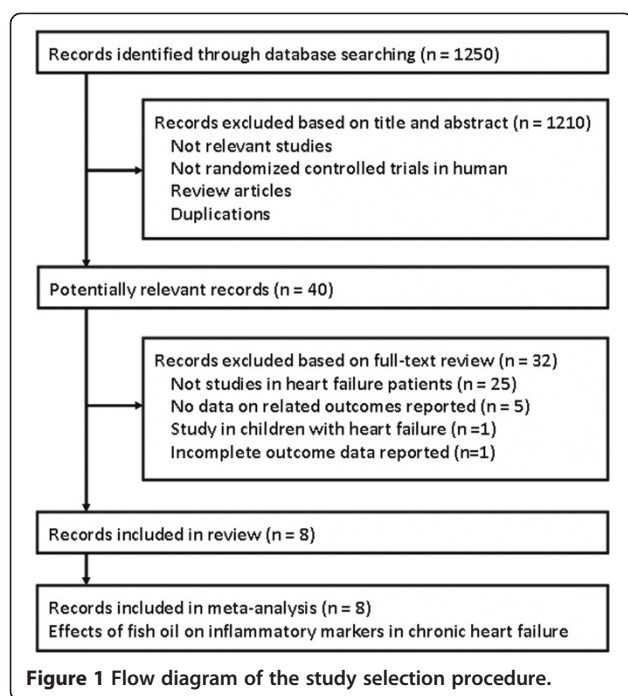 Records identified through database searching (n = 1250)
Records excluded based on title and abstract (n = 1210)
Not relevant studies
Not randomized controlled trials in human
Review articles
Duplications
Potentially relevant records (n = 40)
Records excluded based on full-text review (n = 32)
Not studies in heart failure patients (n = 25)
No data on related outcomes reported (n = 5)
Study in children with heart failure (n =1)
Incomplete outcome data reported (n=1)
Records included in review (n = 8)
Records included in meta-analysis (n = 8)
Effects of fish oil on inflammatory markers in chronic heart failure
Figure 1 Flow diagram of the study selection procedure.